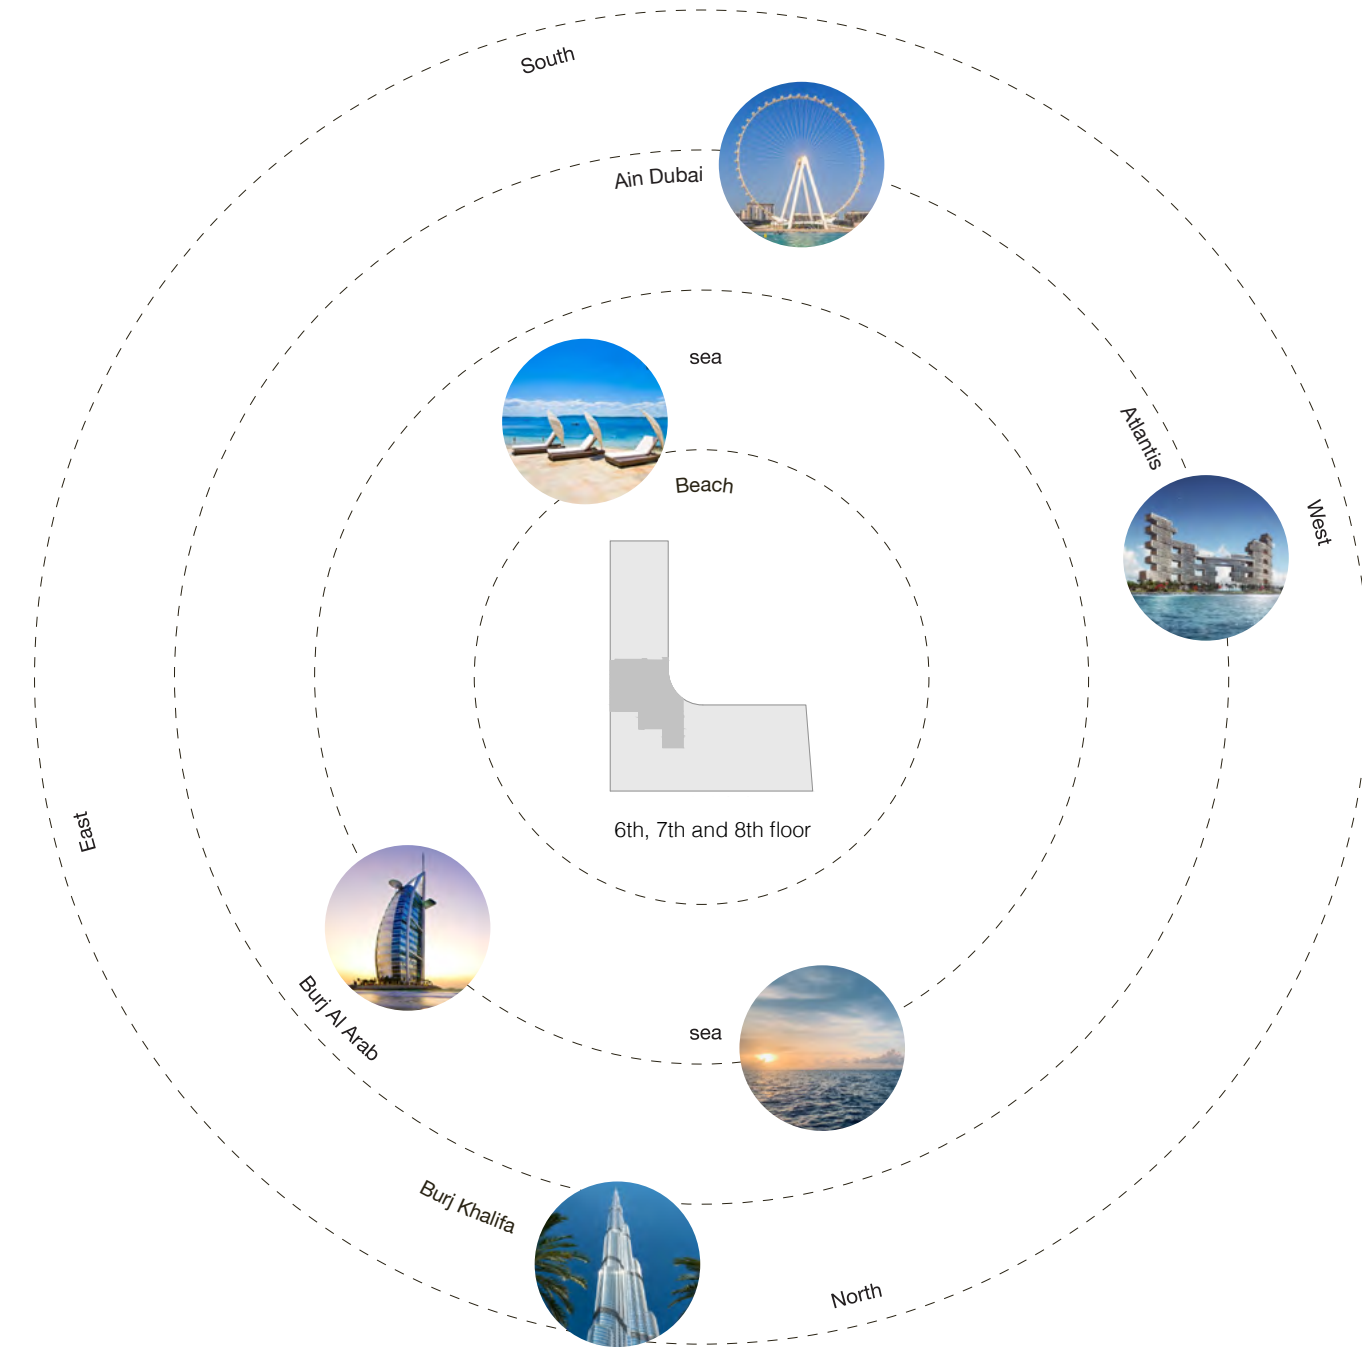 South
Ain Dubai
sea
Beach
Atlantis
West
6th, 7th and 8th floor
East
Burj Al Arab
sea
Burj Khalifa
North